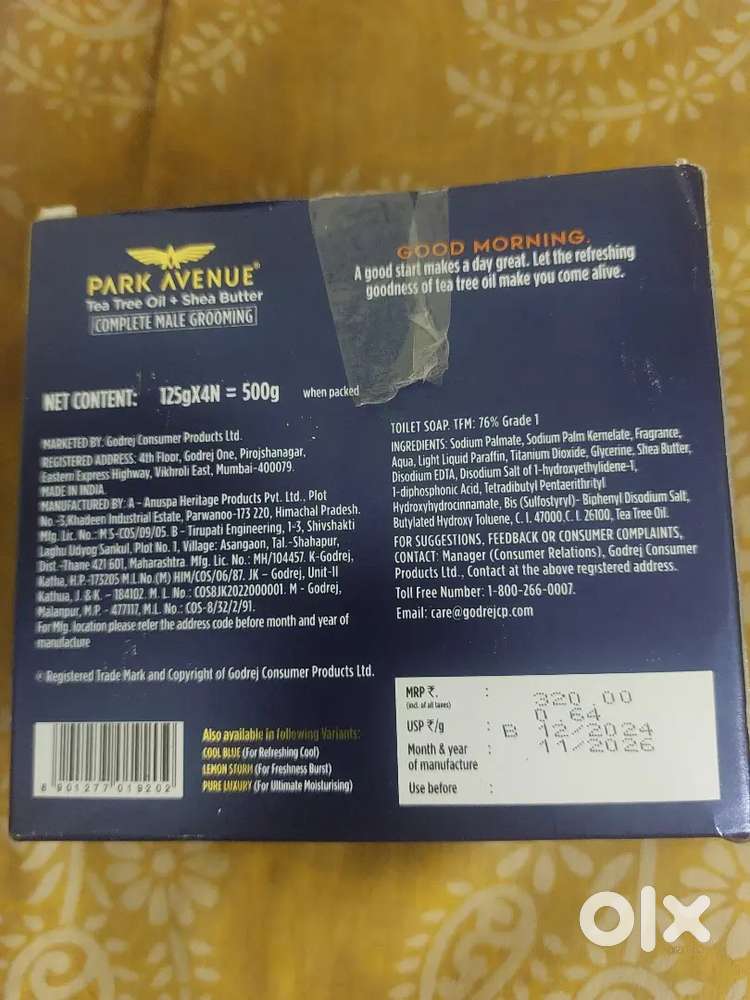 PARK AVENUE®
Tea Tree Oil + Shea Butter
COMPLETE MALE GROOMING
GOOD MORNING.
A good start makes a day great. Let the refreshing
goodness of tea tree oil make you come alive.
NET CONTENT: 125gX4N = 500g when packed
MARKETED BY: Godrej Consumer Products Ltd.
REGISTERED ADDRESS: 4th Floor, Godrej One, Pirojshanagar,
Eastern Express Highway, Vikhroli East, Mumbai-400079.
MADE IN INDIA
MANUFACTURED BY: A - Anuspa Heritage Products Pvt. Ltd., Plot
No -3,Khadeen Industrial Estate, Parwanoo-173 220, Himachal Pradesh.
Mfg. Lic. No.: M.S-COS/09/05. B – Tirupati Engineering, 1-3, Shivshakti
Laghu Udyog Sankul, Plot No. 1, Village: Asangaon, Tal.-Shahapur,
Dist.-Thane 421 601, Maharashtra. Mfg. Lic. No.: MH/104457. K-Godrej,
Katha, H.P.-173205 M.L.No.(M) HIM/COS/06/87. JK – Godrej, Unit-II
Kathua, J.&K. – 184102. M. L. No : COS8JK2022000001. M - Godrej,
Malanpur, M.P. - 477117, M.L. No.: COS-8/32/2/91.
For Mfg. location please refer the address code before month and year of
manufacture
® Registered Trade Mark and Copyright of Godrej Consumer Products Ltd.
TOILET SOAP. TFM: 76% Grade 1
INGREDIENTS: Sodium Palmate, Sodium Palm Kernelate, Fragrance,
Aqua, Light Liquid Paraffin, Titanium Dioxide, Glycerine, Shea Butter,
Disodium EDTA, Disodium Salt of 1-hydroxyethylidene-1,
1-diphosphonic Acid, Tetradibutyl Pentaerithrityl
Hydroxyhydrocinnamate, Bis (Sulfostyryl)- Biphenyl Disodium Salt,
Butylated Hydroxy Toluene, C. I. 47000.C. I. 26100, Tea Tree Oil.
FOR SUGGESTIONS, FEEDBACK OR CONSUMER COMPLAINTS,
CONTACT: Manager (Consumer Relations), Godrej Consumer
Products Ltd., Contact at the above registered address.
Toll Free Number: 1-800-266-0007.
Email: care@godrejcp.com
8 901277 019202
Also available in following Variants:
COOL BLUE (For Refreshing Cool)
LEMON STORM (For Freshness Burst)
PURE LUXURY (For Ultimate Moisturising)
MRP ₹. : 320.00
(incl. of all taxes)
USP ₹/g : 0.64
Month & year : B 12/2024
of manufacture
Use before : 11/2026
olx